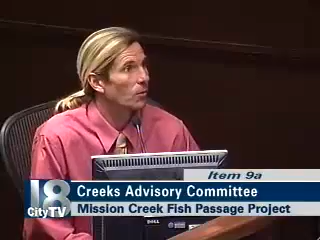 Item 9a
18
CityTV
Creeks Advisory Committee
Mission Creek Fish Passage Project